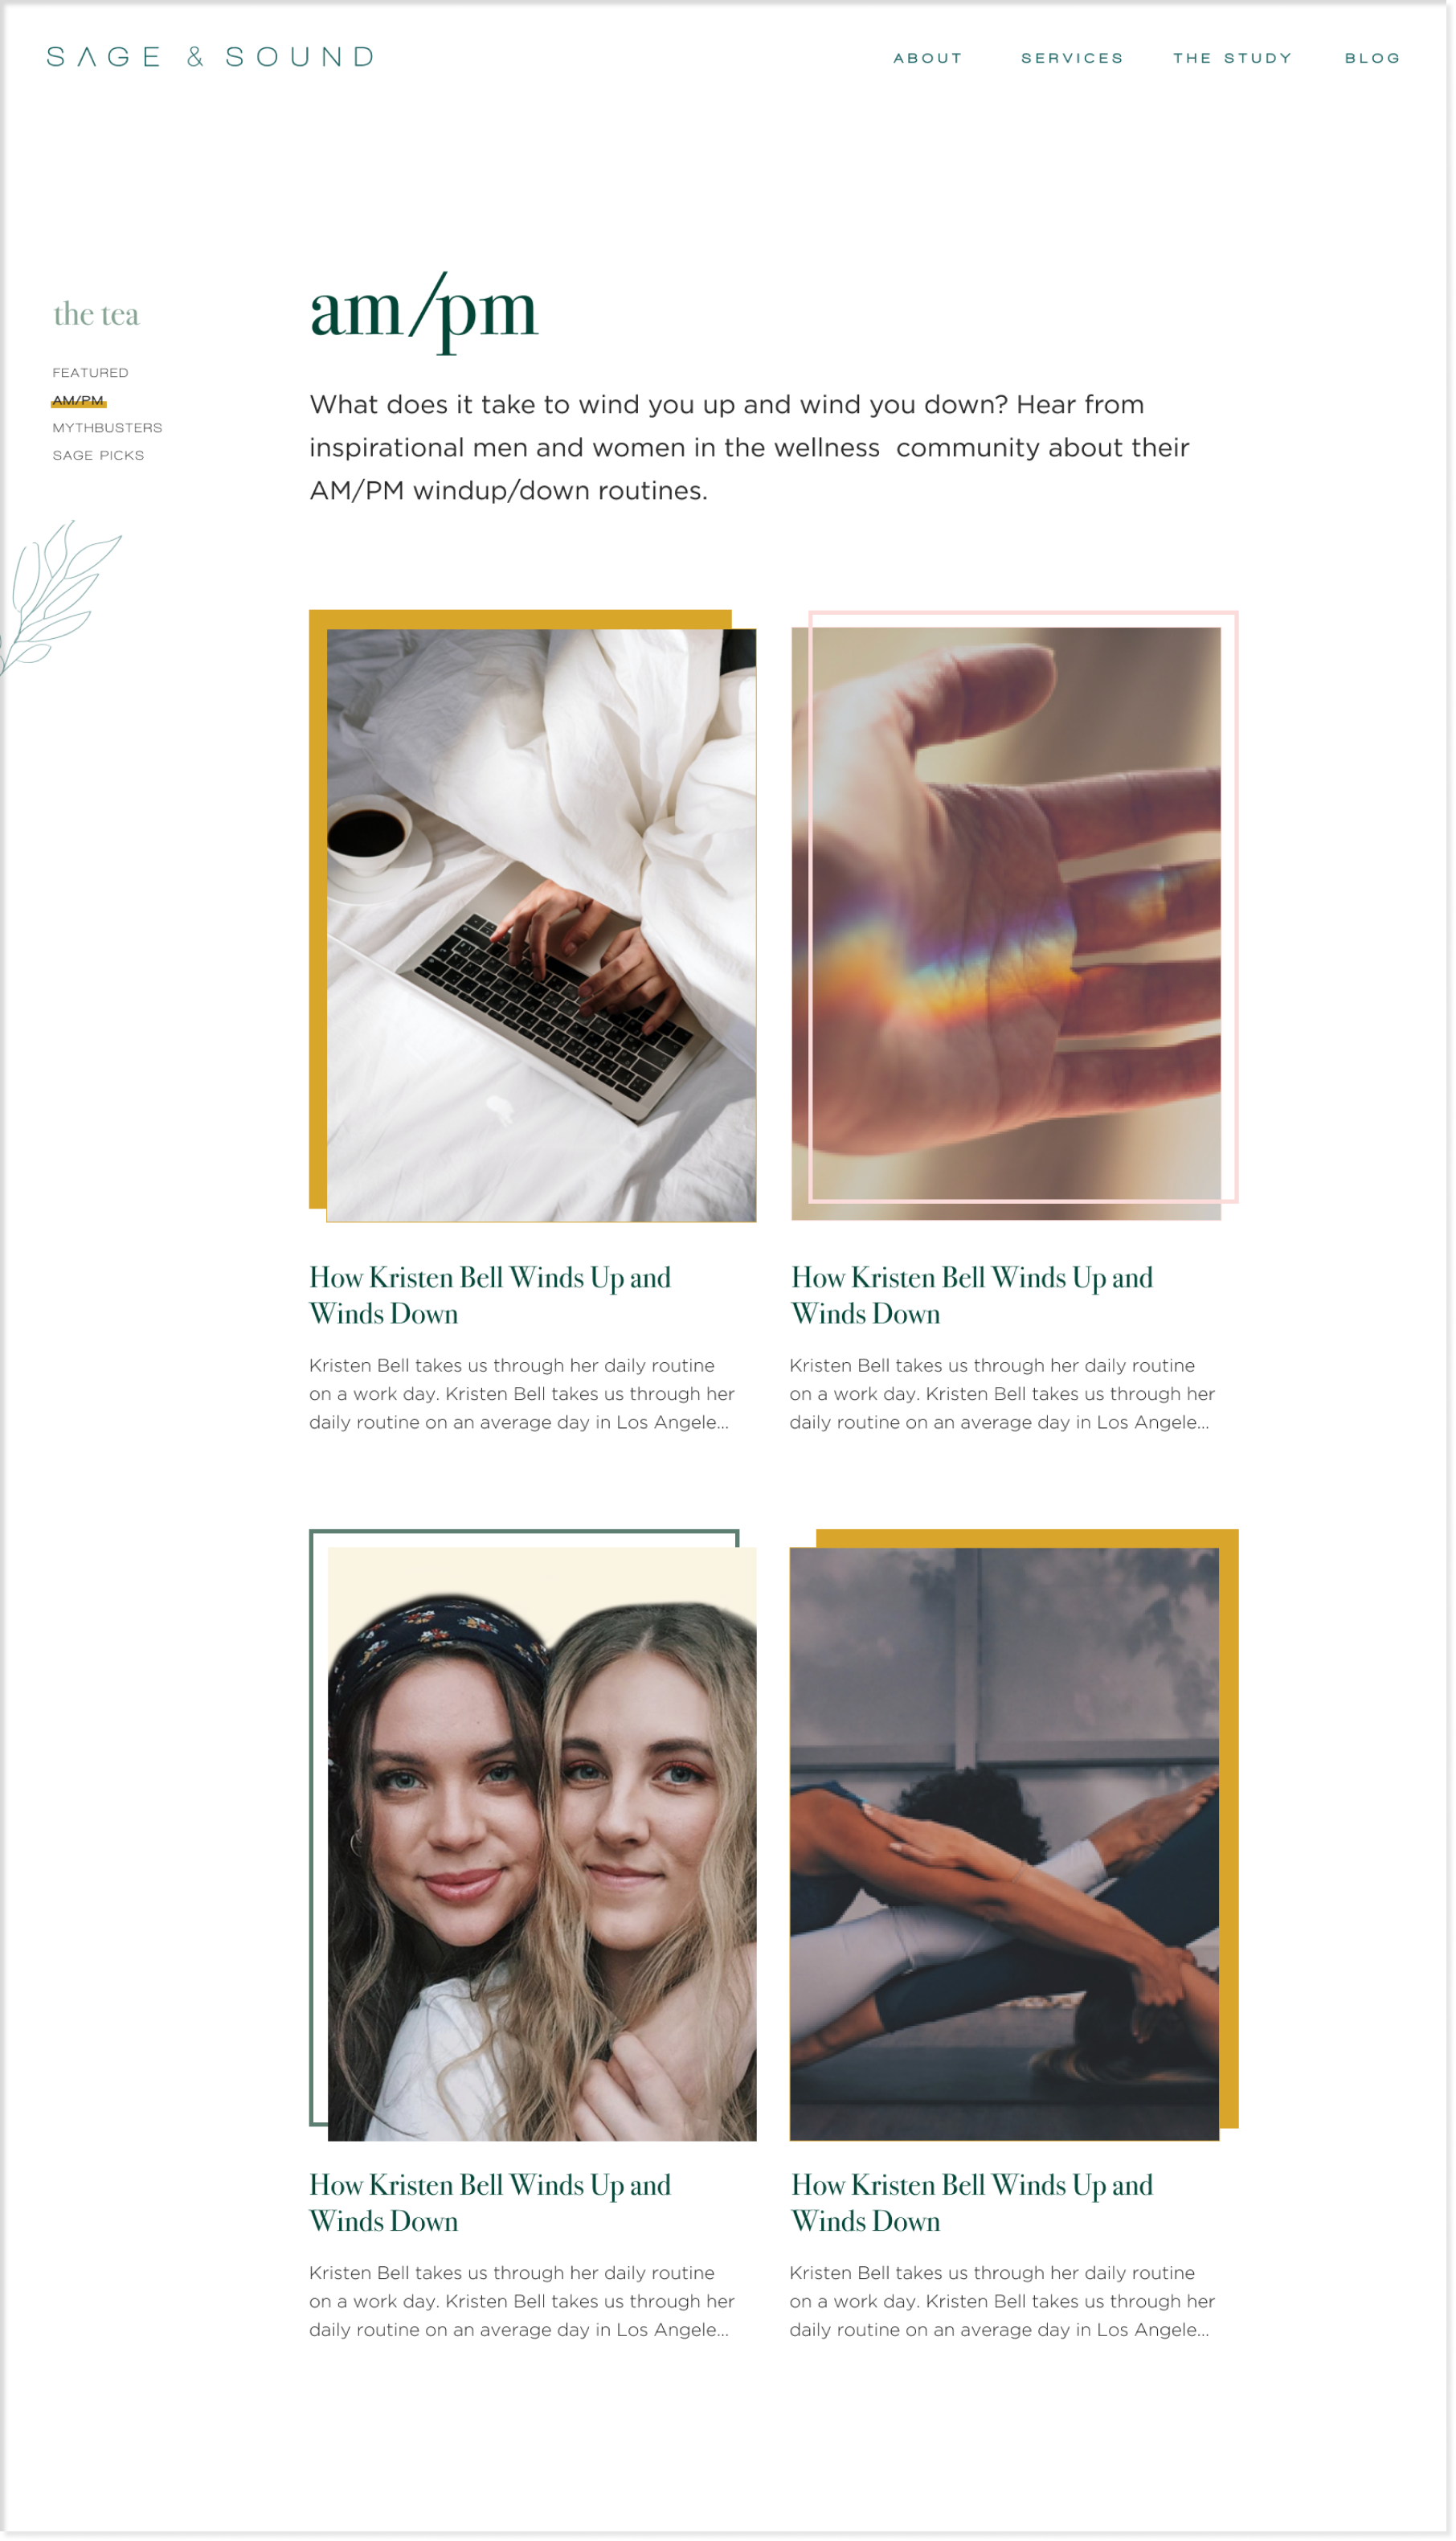 SAGE & SOUND
ABOUT SERVICES THE STUDY BLOG
the tea
FEATURED
AM/PM
MYTHBUSTERS
SAGE PICKS
am/pm
What does it take to wind you up and wind you down? Hear from
inspirational men and women in the wellness community about their
AM/PM windup/down routines.
How Kristen Bell Winds Up and
Winds Down
Kristen Bell takes us through her daily routine
on a work day. Kristen Bell takes us through her
daily routine on an average day in Los Angele...
How Kristen Bell Winds Up and
Winds Down
Kristen Bell takes us through her daily routine
on a work day. Kristen Bell takes us through her
daily routine on an average day in Los Angele...
How Kristen Bell Winds Up and
Winds Down
Kristen Bell takes us through her daily routine
on a work day. Kristen Bell takes us through her
daily routine on an average day in Los Angele...
How Kristen Bell Winds Up and
Winds Down
Kristen Bell takes us through her daily routine
on a work day. Kristen Bell takes us through her
daily routine on an average day in Los Angele...